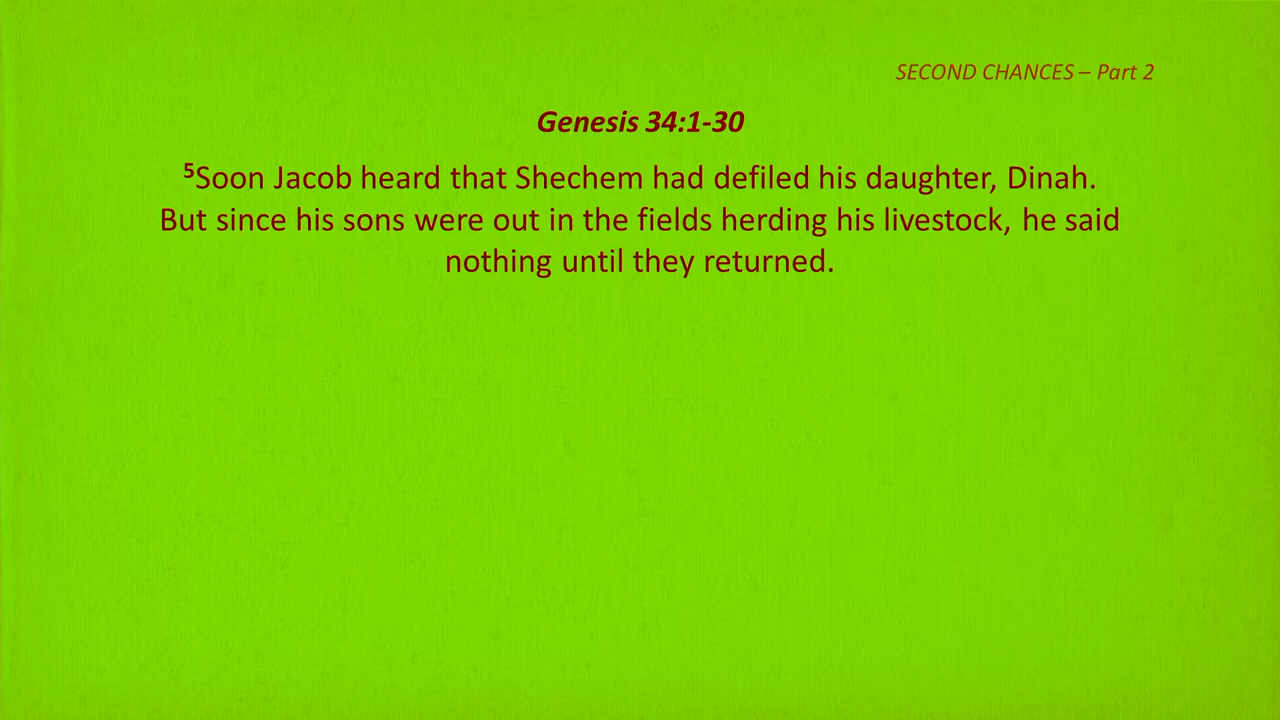 SECOND CHANCES – Part 2
Genesis 34:1-30
⁵Soon Jacob heard that Shechem had defiled his daughter, Dinah.
But since his sons were out in the fields herding his livestock, he said
nothing until they returned.